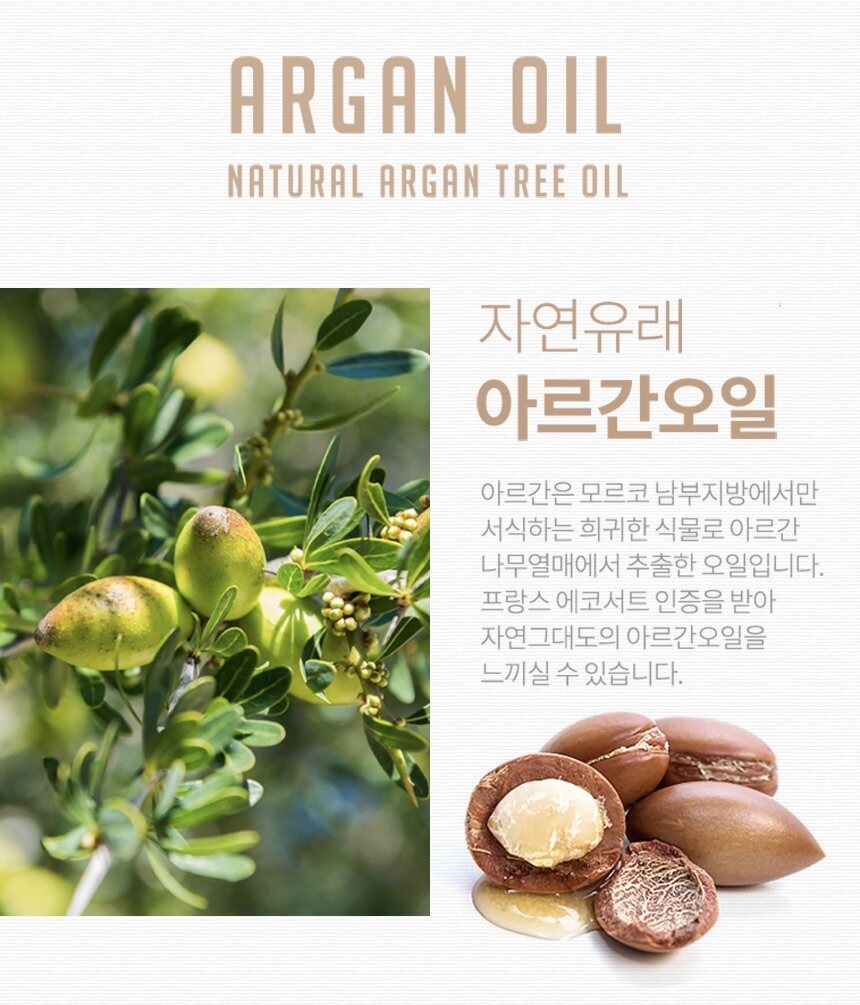 ARGAN OIL
NATURAL ARGAN TREE OIL
자연유래
아르간오일
아르간은 모르코 남부지방에서만
서식하는 희귀한 식물로 아르간
나무열매에서 추출한 오일입니다.
프랑스 에코서트 인증을 받아
자연그대도의 아르간오일을
느끼실 수 있습니다.